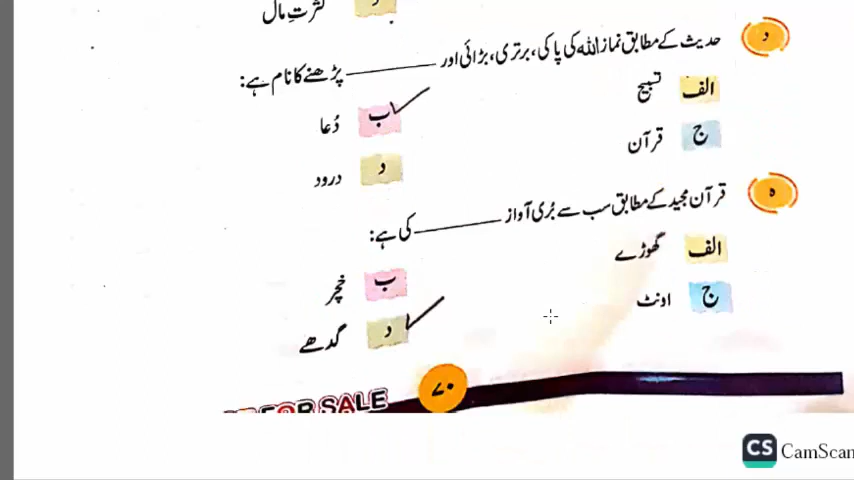 کثرتِ مال
د
د حدیث کے مطابق نماز اللہ کی پاکی، برتری، بڑائی اور ـــــــــ پڑھنے کا نام ہے:
الف تسبیح
ب دُعا
ج قرآن
د درود
ہ قرآن مجید کے مطابق سب سے بُری آواز ـــــــــ کی ہے:
الف گھوڑے
ب خچر
ج اونٹ
د گدھے
۷۰
FOR SALE
CS CamScan